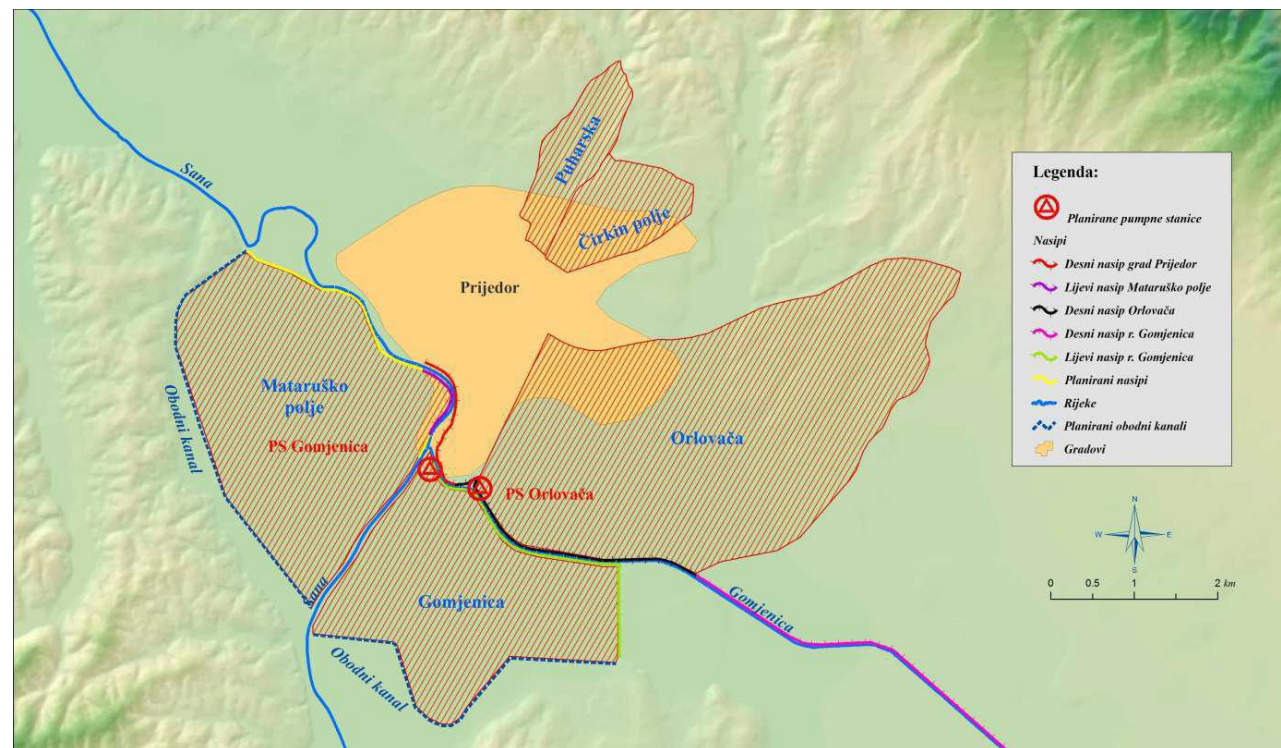 Sana
Puharska
Čirkin polje
Prijedor
Mataruško
polje
Obodni kanal
PS Gomjenica
Orlovača
PS Orlovača
Gomjenica
Sana
Gomjenica
Obodni kanal
Legenda:
Planirane pumpne stanice
Nasipi
Desni nasip grad Prijedor
Lijevi nasip Mataruško polje
Desni nasip Orlovača
Desni nasip r. Gomjenica
Lijevi nasip r. Gomjenica
Planirani nasipi
Rijeke
Planirani obodni kanali
Gradovi
N
W E
S
0 0.5 1 2 km